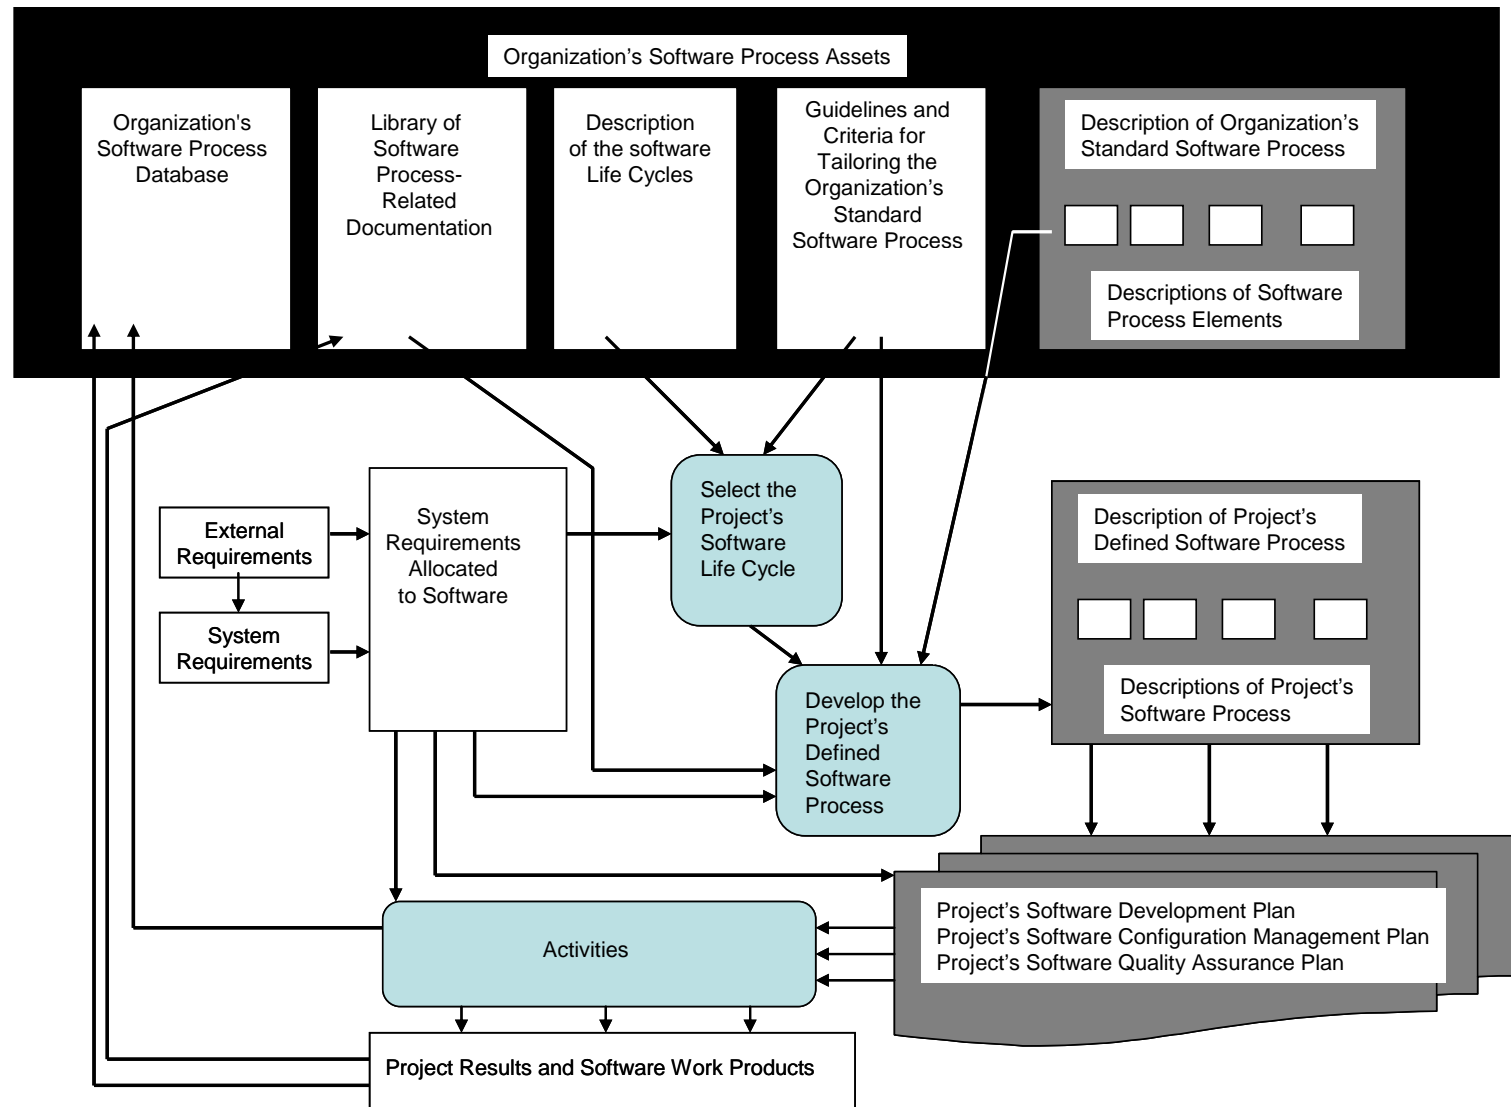 Organization’s Software Process Assets
Organization's
Software Process
Database
Library of
Software
Process-
Related
Documentation
Description
of the software
Life Cycles
Guidelines and
Criteria for
Tailoring the
Organization’s
Standard
Software Process
Description of Organization’s
Standard Software Process
Descriptions of Software
Process Elements
External
Requirements
System
Requirements
System
Requirements
Allocated
to Software
Select the
Project’s
Software
Life Cycle
Develop the
Project’s
Defined
Software
Process
Description of Project’s
Defined Software Process
Descriptions of Project’s
Software Process
Project’s Software Development Plan
Project’s Software Configuration Management Plan
Project’s Software Quality Assurance Plan
Activities
Project Results and Software Work Products